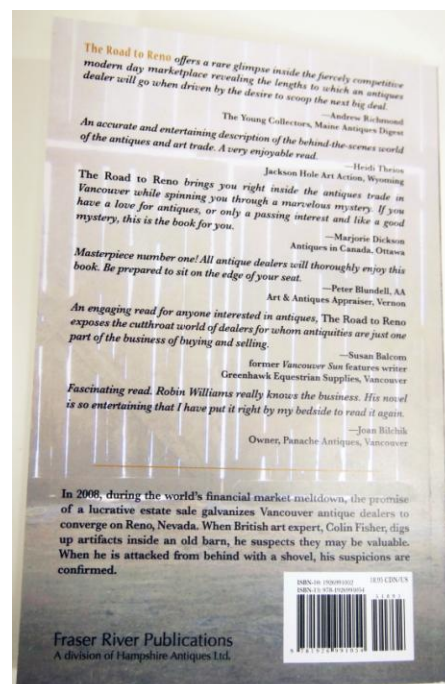 The Road to Reno offers a rare glimpse inside the fiercely competitive
modern day marketplace revealing the lengths to which an antiques
dealer will go when driven by the desire to scoop the next big deal.
—Andrew Richmond
The Young Collectors, Maine Antiques Digest
An accurate and entertaining description of the behind-the-scenes world
of the antiques and art trade. A very enjoyable read.
—Heidi
Jackson Hole Art Action, Wyoming
The Road to Reno brings you right inside the antiques trade in
Vancouver while spinning you through a marvelous mystery. If you
have a love for antiques, or only a passing interest and like a good
mystery, this is the book for you.
—Marjorie Dickson
Antiques in Canada, Ottawa
Masterpiece number one! All antique dealers will thoroughly enjoy this
book. Be prepared to sit on the edge of your seat.
—Peter Blundell, AA
Art & Antiques Appraiser, Vernon
An engaging read for anyone interested in antiques, The Road to Reno
exposes the cutthroat world of dealers for whom antiquities are just one
part of the business of buying and selling.
—Susan Balcom
former Vancouver Sun features writer
Greenhawk Equestrian Supplies, Vancouver
Fascinating read. Robin Williams really knows the business. His novel
is so entertaining that I have put it right by my bedside to read it again.
—Joan Bilchik
Owner, Panache Antiques, Vancouver
In 2008, during the world's financial market meltdown, the promise
of a lucrative estate sale galvanizes Vancouver antique dealers to
converge on Reno, Nevada. When British art expert, Colin Fisher, digs
up artifacts inside an old barn, he suspects they may be valuable.
When he is attacked from behind with a shovel, his suspicions are
confirmed.
CDN/US
Fraser River Publications
A division of Hampshire Antiques Ltd.